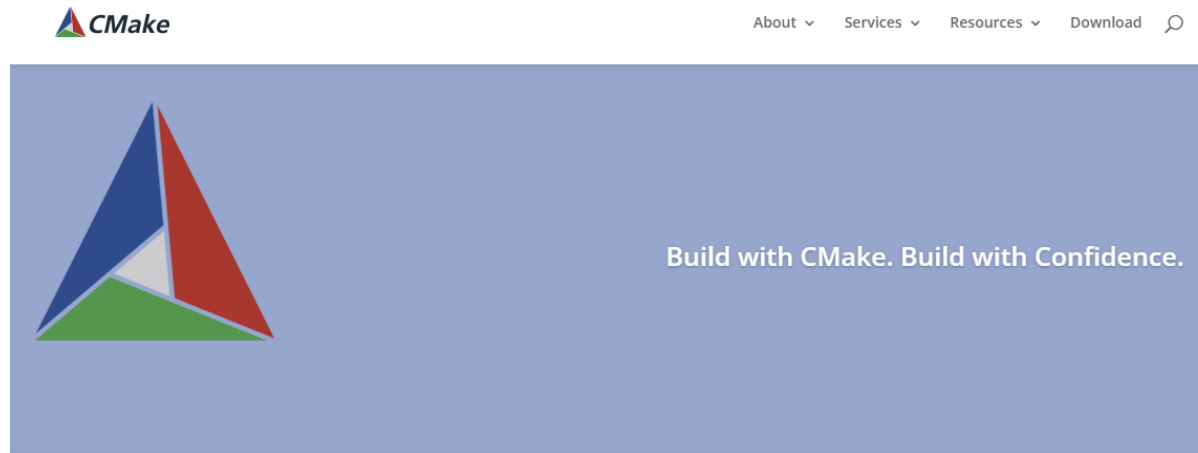 CMake
About Services Resources Download
Build with CMake. Build with Confidence.